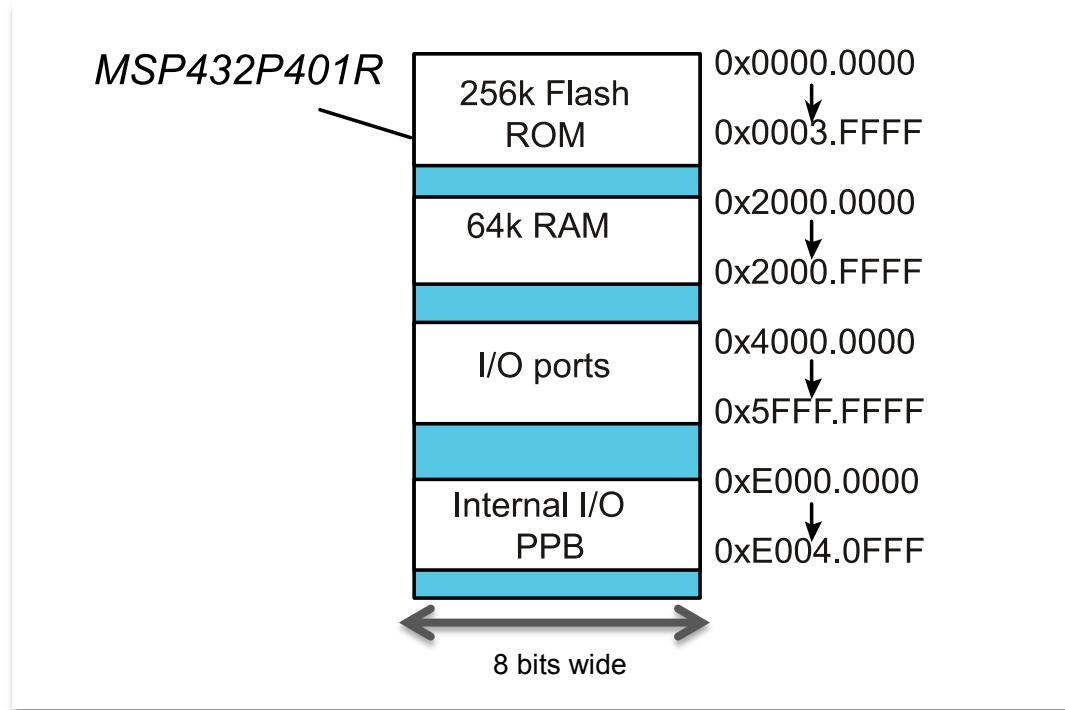 MSP432P401R
256k Flash
ROM
0x0000.0000
0x0003.FFFF
64k RAM
0x2000.0000
0x2000.FFFF
I/O ports
0x4000.0000
0x5FFF.FFFF
Internal I/O
PPB
0xE000.0000
0xE004.0FFF
8 bits wide